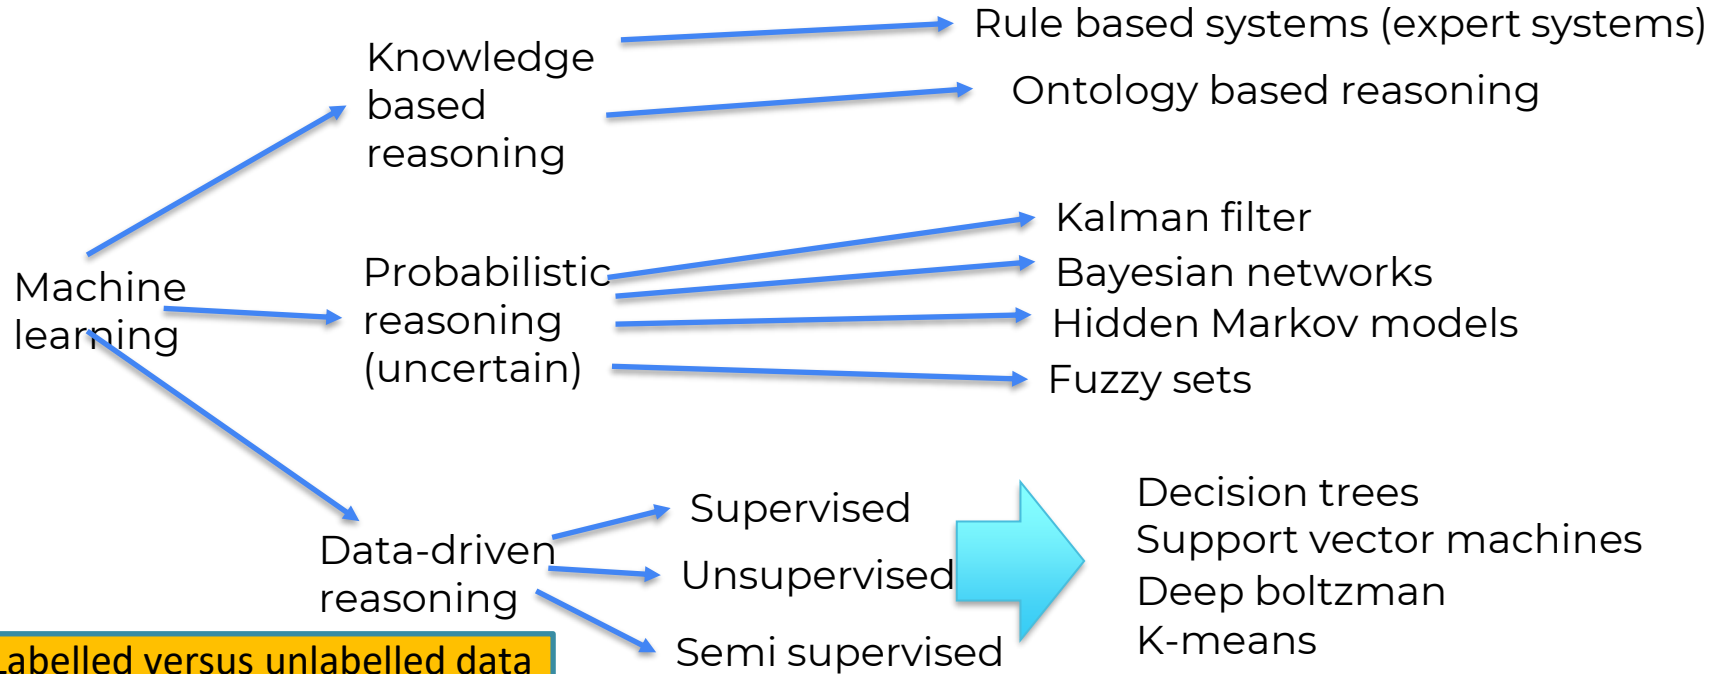 Rule based systems (expert systems)
Knowledge
based
reasoning
Ontology based reasoning
Machine
learning
Probabilistic
reasoning
(uncertain)
Kalman filter
Bayesian networks
Hidden Markov models
Fuzzy sets
Data-driven
reasoning
Supervised
Unsupervised
Semi supervised
Decision trees
Support vector machines
Deep boltzman
K-means
Labelled versus unlabelled data